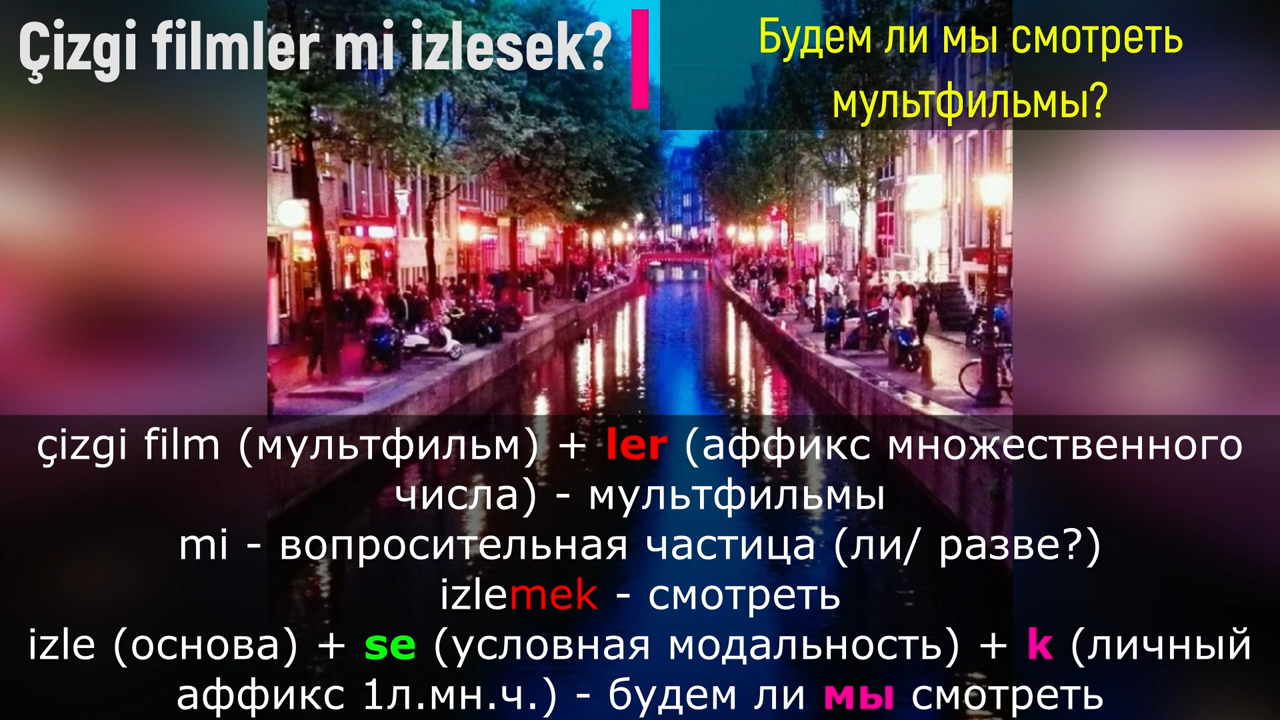 Çizgi filmler mi izlesek?
Будем ли мы смотреть
мультфильмы?
çizgi film (мультфильм) + ler (аффикс множественного
числа) - мультфильмы
mi - вопросительная частица (ли/ разве?)
izlemek - смотреть
izle (основа) + se (условная модальность) + k (личный
аффикс 1л.мн.ч.) - будем ли мы смотреть